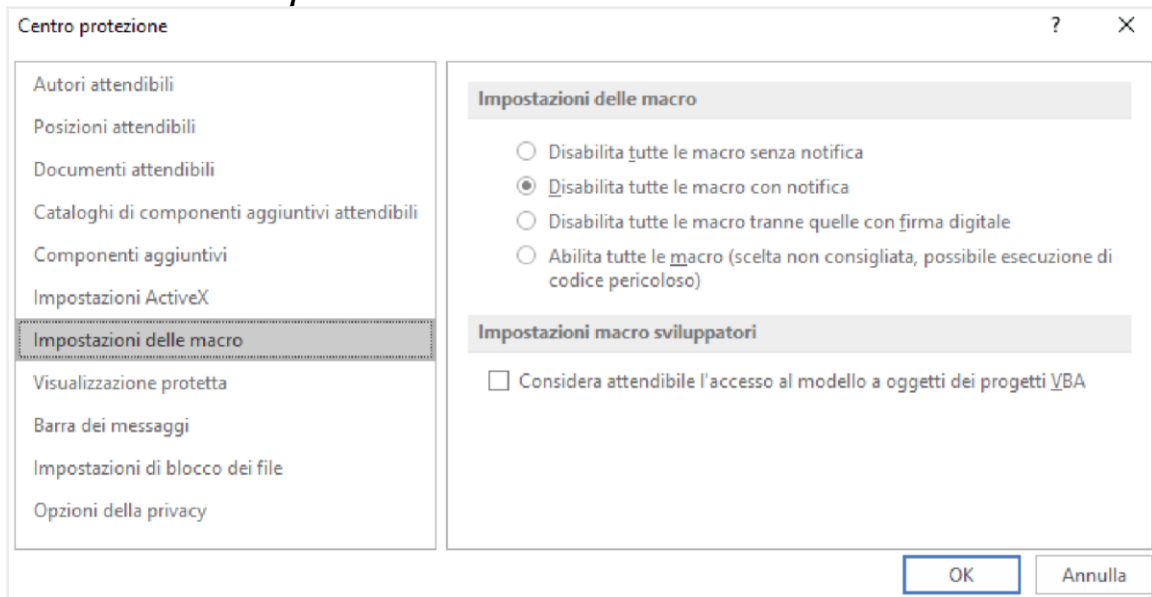 Centro protezione
? ×
Autori attendibili
Posizioni attendibili
Documenti attendibili
Cataloghi di componenti aggiuntivi attendibili
Componenti aggiuntivi
Impostazioni ActiveX
Impostazioni delle macro
Visualizzazione protetta
Barra dei messaggi
Impostazioni di blocco dei file
Opzioni della privacy
Impostazioni delle macro
Disabilita tutte le macro senza notifica
Disabilita tutte le macro con notifica
Disabilita tutte le macro tranne quelle con firma digitale
Abilita tutte le macro (scelta non consigliata, possibile esecuzione di
codice pericoloso)
Impostazioni macro sviluppatori
Considera attendibile l'accesso al modello a oggetti dei progetti VBA
OK
Annulla